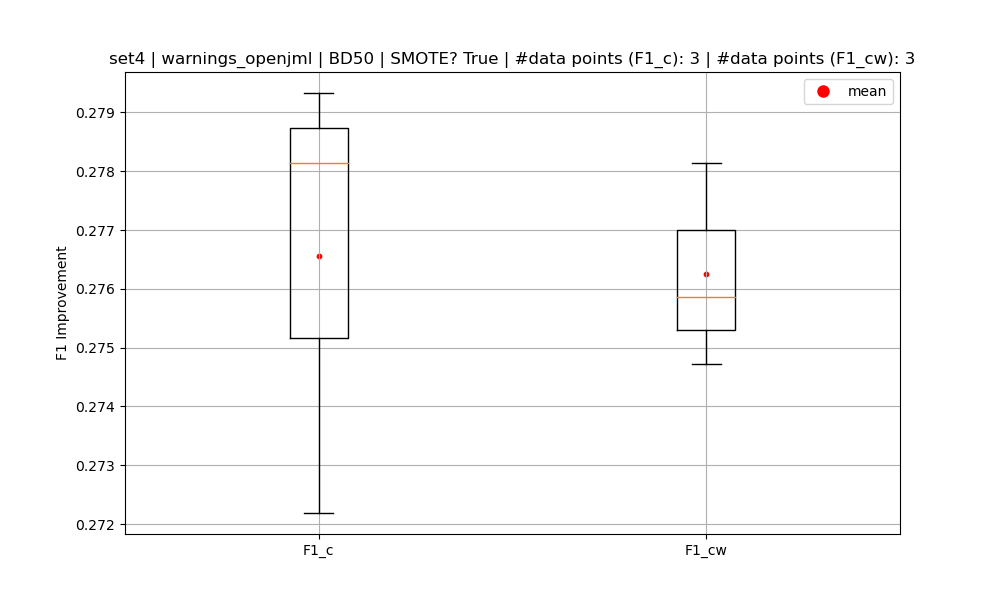 set4 | warnings_openjml | BD50 | SMOTE? True | #data points (F1_c): 3 | #data points (F1_cw): 3
mean
0.279
0.278
0.277
0.276
0.275
0.274
0.273
0.272
F1 Improvement
F1_c
F1_cw